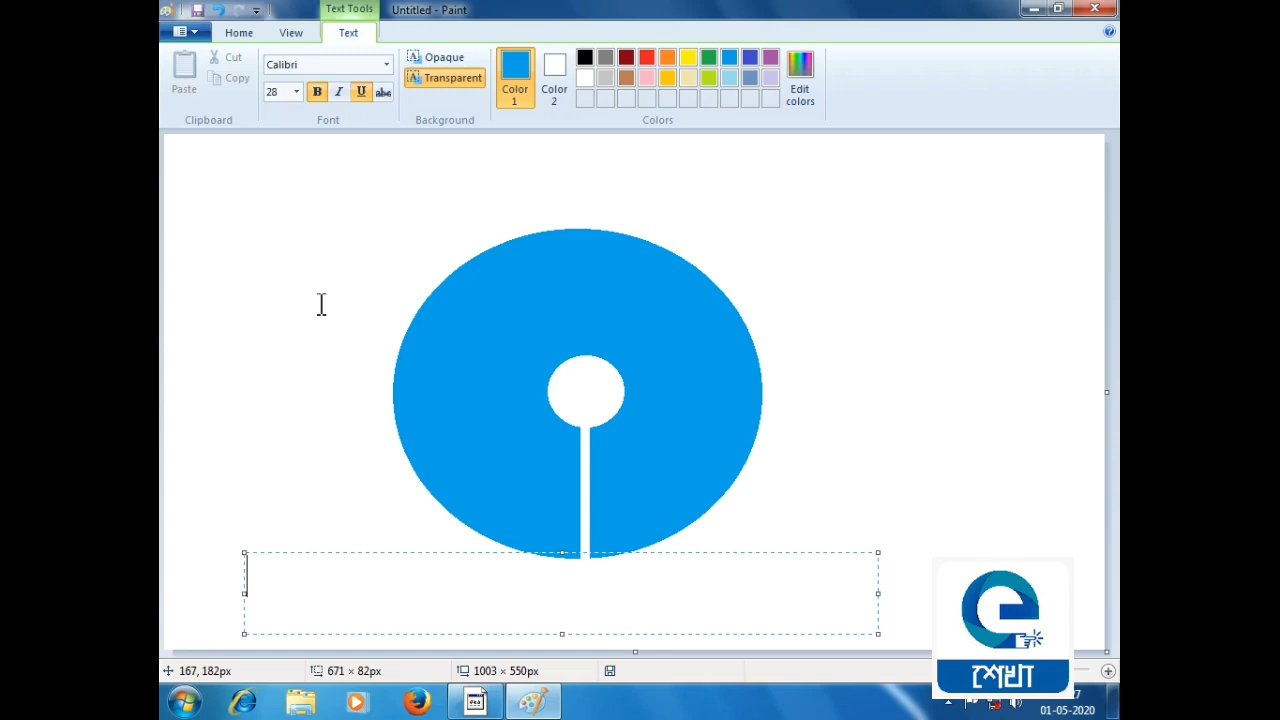 Text Tools
Untitled - Paint
Home View Text
Paste
Cut
Copy
Clipboard
Calibri
28 B I U abc
Font
Opaque
Transparent
Background
Color 1
Color 2
Edit colors
Colors
e
শেখা
167, 182px 671 × 82px 1003 × 550px
01-05-2020